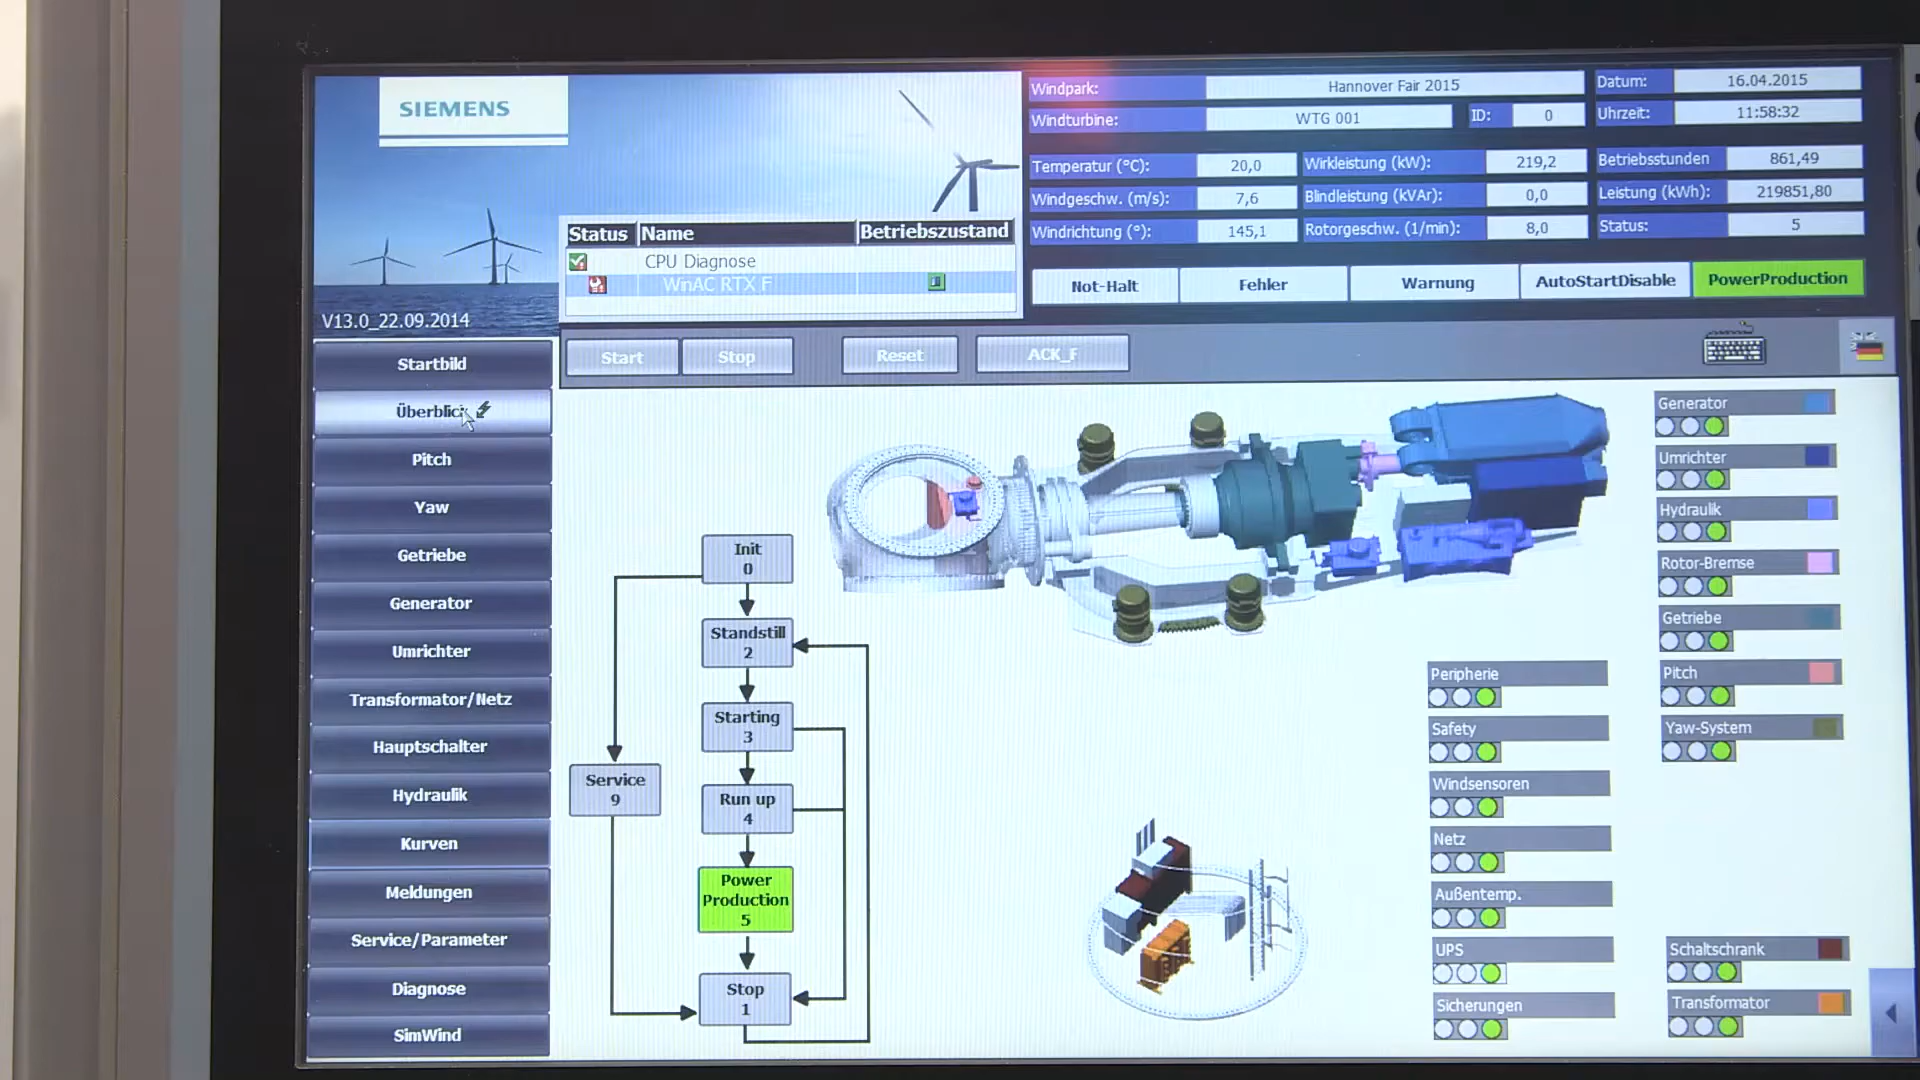 SIEMENS
V13.0_22.09.2014
Status Name Betriebszustand
CPU Diagnose
WinAC RTX F
Windpark: Hannover Fair 2015
Windturbine: WTG 001 ID: 0
Datum: 16.04.2015
Uhrzeit: 11:58:32
Temperatur (°C): 20,0 Wirkleistung (kW): 219,2 Betriebsstunden 861,49
Windgeschw. (m/s): 7,6 Blindleistung (kVAr): 0,0 Leistung (kWh): 219851,80
Windrichtung (°): 145,1 Rotorgeschw. (1/min): 8,0 Status: 5
Not-Halt Fehler Warnung AutoStartDisable PowerProduction
Start Stop Reset ACK_F
Startbild
Überblick
Pitch
Yaw
Getriebe
Generator
Umrichter
Transformator/Netz
Hauptschalter
Hydraulik
Kurven
Meldungen
Service/Parameter
Diagnose
SimWind
Init
0
Standstill
2
Starting
3
Run up
4
Power
Production
5
Stop
1
Service
9
Peripherie
Safety
Windsensoren
Netz
Außentemp.
UPS
Sicherungen
Generator
Umrichter
Hydraulik
Rotor-Bremse
Getriebe
Pitch
Yaw-System
Schaltschrank
Transformator